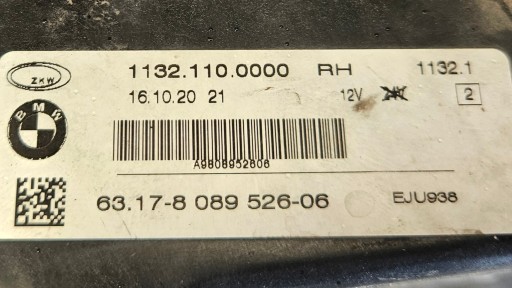 ZKW 1132.110.0000 RH 1132.1
BMW 16.10.20 21 12V 2
A9808952606
63.17-8 089 526-06 EJU938